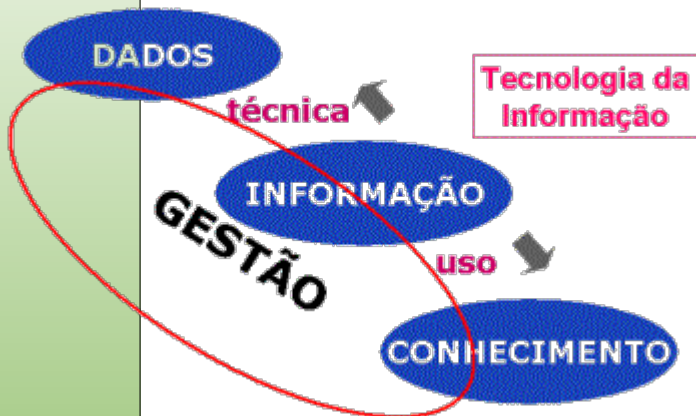 DADOS
Tecnologia da
Informação
técnica
INFORMAÇÃO
GESTÃO
uso
CONHECIMENTO